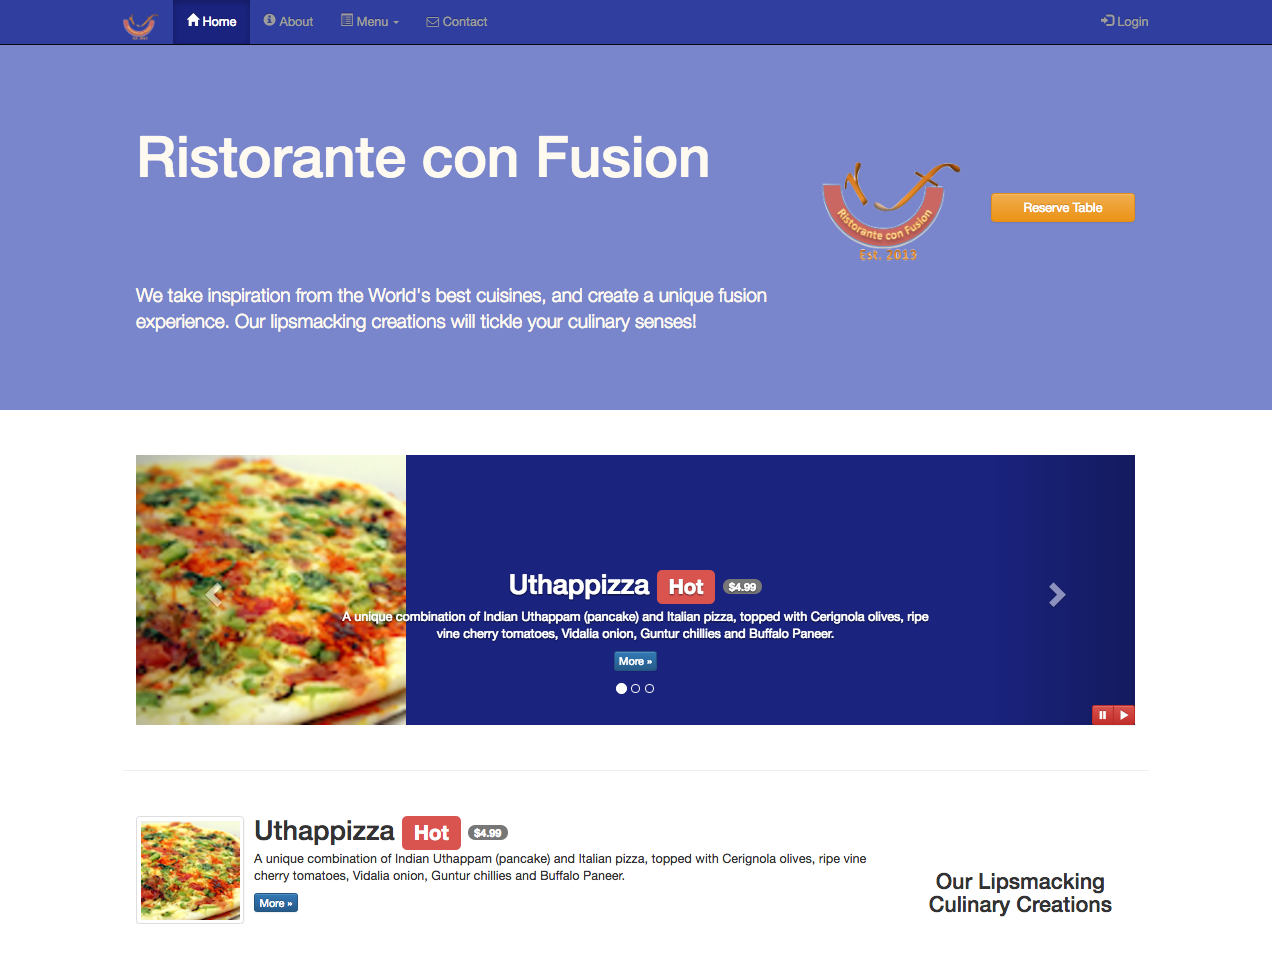 Home About Menu Contact Login
Ristorante con Fusion
Ristorante con Fusion
Est. 2019
Reserve Table
We take inspiration from the World's best cuisines, and create a unique fusion
experience. Our lipsmacking creations will tickle your culinary senses!
Uthappizza Hot $4.99
A unique combination of Indian Uthappam (pancake) and Italian pizza, topped with Cerignola olives, ripe
vine cherry tomatoes, Vidalia onion, Guntur chillies and Buffalo Paneer.
More »
Uthappizza Hot $4.99
A unique combination of Indian Uthappam (pancake) and Italian pizza, topped with Cerignola olives, ripe vine
cherry tomatoes, Vidalia onion, Guntur chillies and Buffalo Paneer.
More »
Our Lipsmacking
Culinary Creations